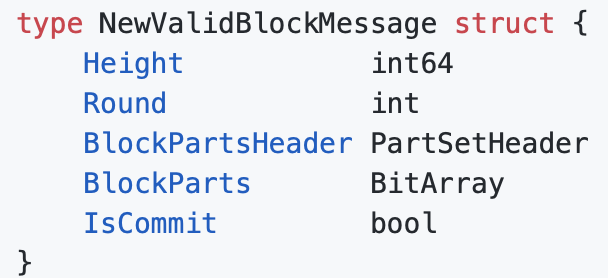 type NewValidBlockMessage struct {
    Height           int64
    Round            int
    BlockPartsHeader PartSetHeader
    BlockParts       BitArray
    IsCommit         bool
}